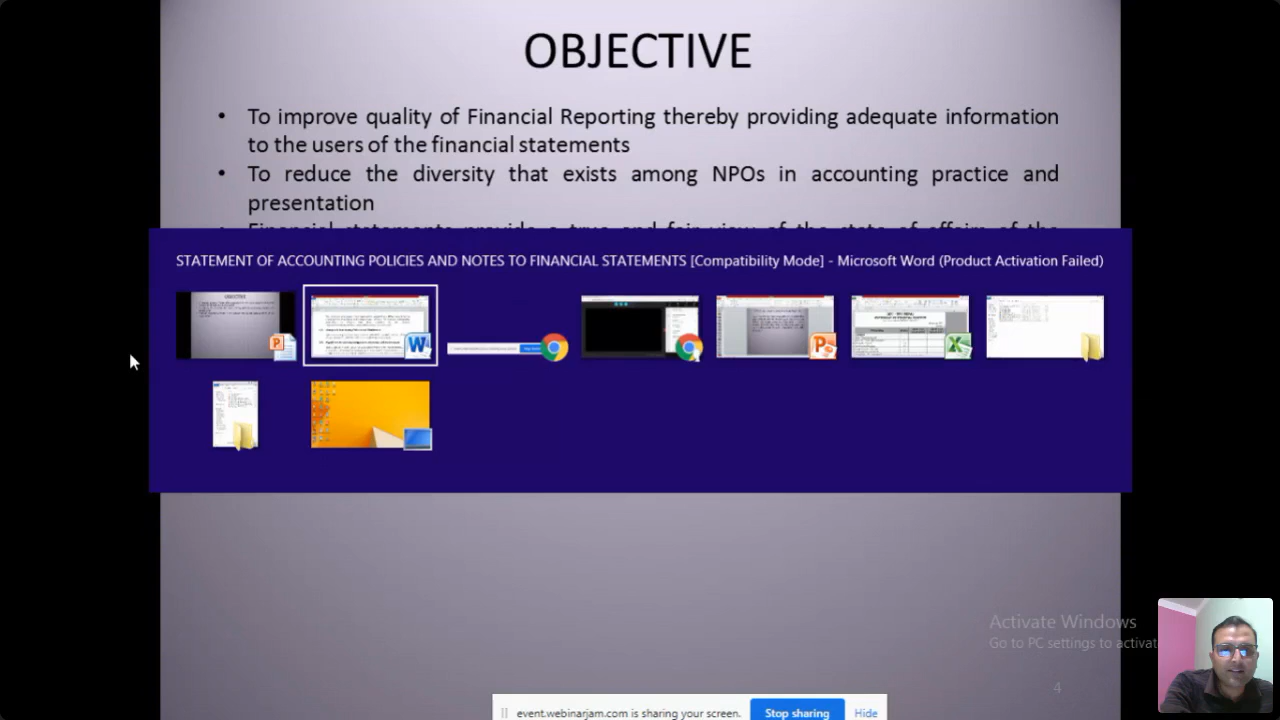 OBJECTIVE
• To improve quality of Financial Reporting thereby providing adequate information
to the users of the financial statements
• To reduce the diversity that exists among NPOs in accounting practice and
presentation
Financial statements provide a true and fair view of the state of affairs of the
STATEMENT OF ACCOUNTING POLICIES AND NOTES TO FINANCIAL STATEMENTS [Compatibility Mode] - Microsoft Word (Product Activation Failed)
Activate Windows
Go to PC settings to activat
4
event.webinarjam.com is sharing your screen. Stop sharing Hide